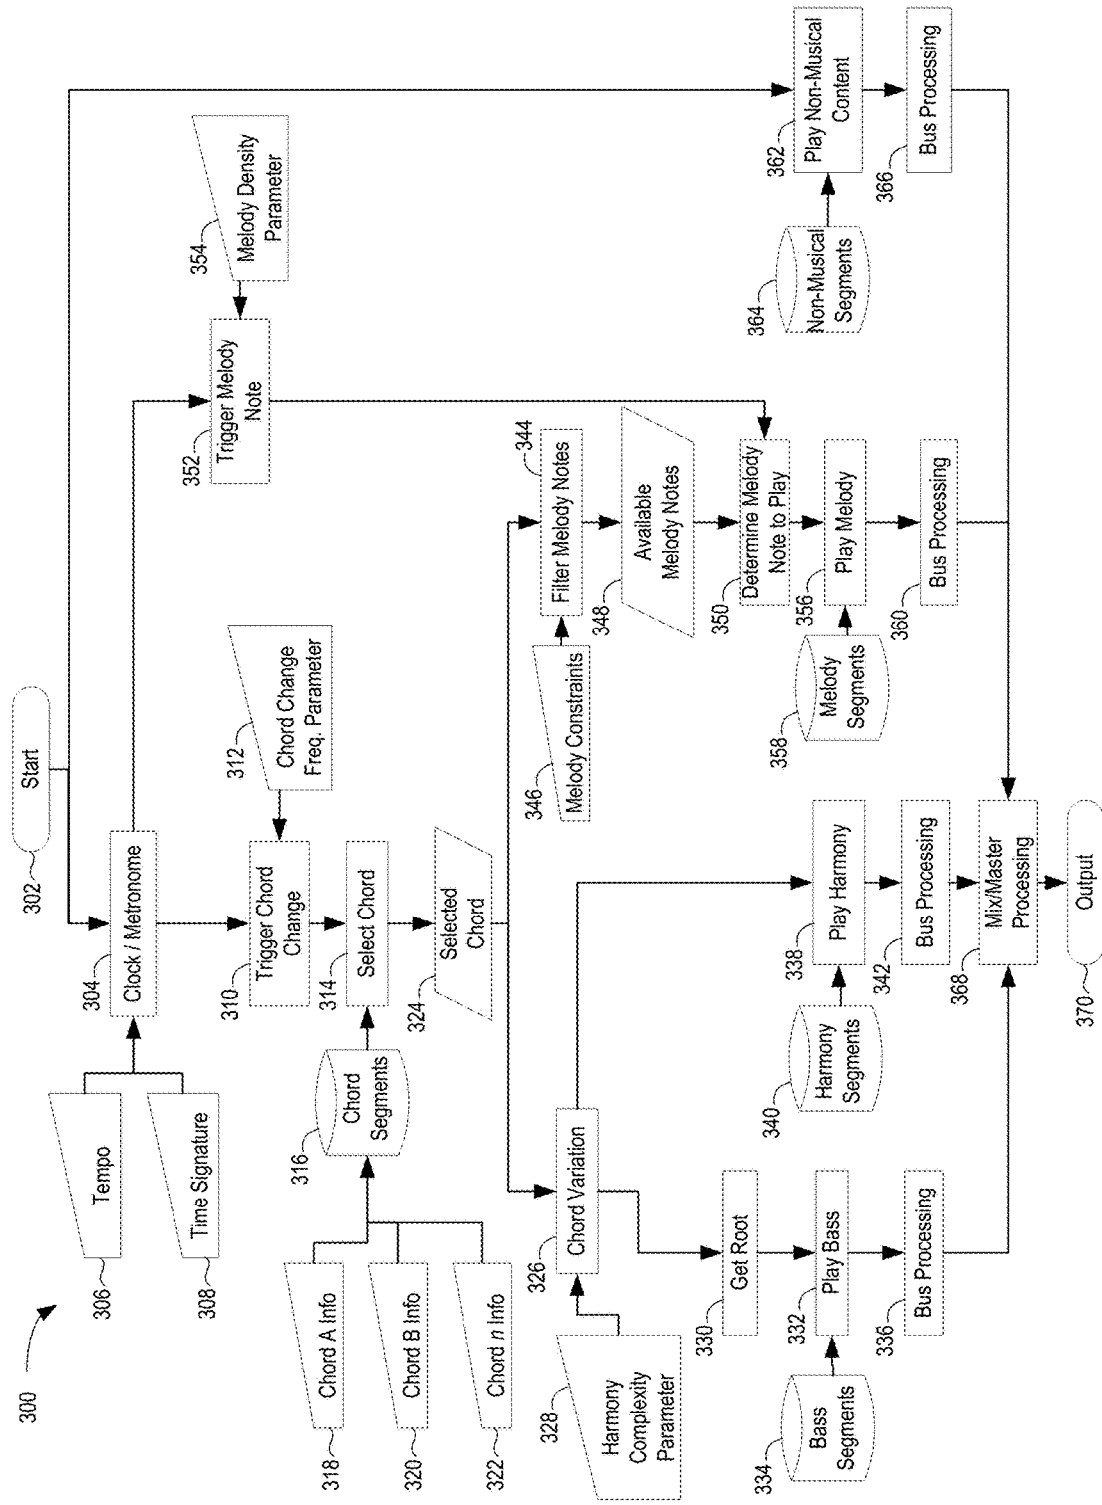 300
302
Start
304
Clock / Metronome
306
Tempo
308
Time Signature
310
Trigger Chord
Change
312
Chord Change
Freq. Parameter
314
Select Chord
316
Chord
Segments
318
Chord A Info
320
Chord B Info
322
Chord n Info
324
Selected
Chord
326
Chord Variation
328
Harmony
Complexity
Parameter
330
Get Root
332
Play Bass
334
Bass
Segments
336
Bus Processing
338
Play Harmony
340
Harmony
Segments
342
Bus Processing
344
Filter Melody Notes
346
Melody Constraints
348
Available
Melody Notes
350
Determine Melody
Note to Play
352
Trigger Melody
Note
354
Melody Density
Parameter
356
Play Melody
358
Melody
Segments
360
Bus Processing
362
Play Non-Musical
Content
364
Non-Musical
Segments
366
Bus Processing
368
Mix/Master
Processing
370
Output